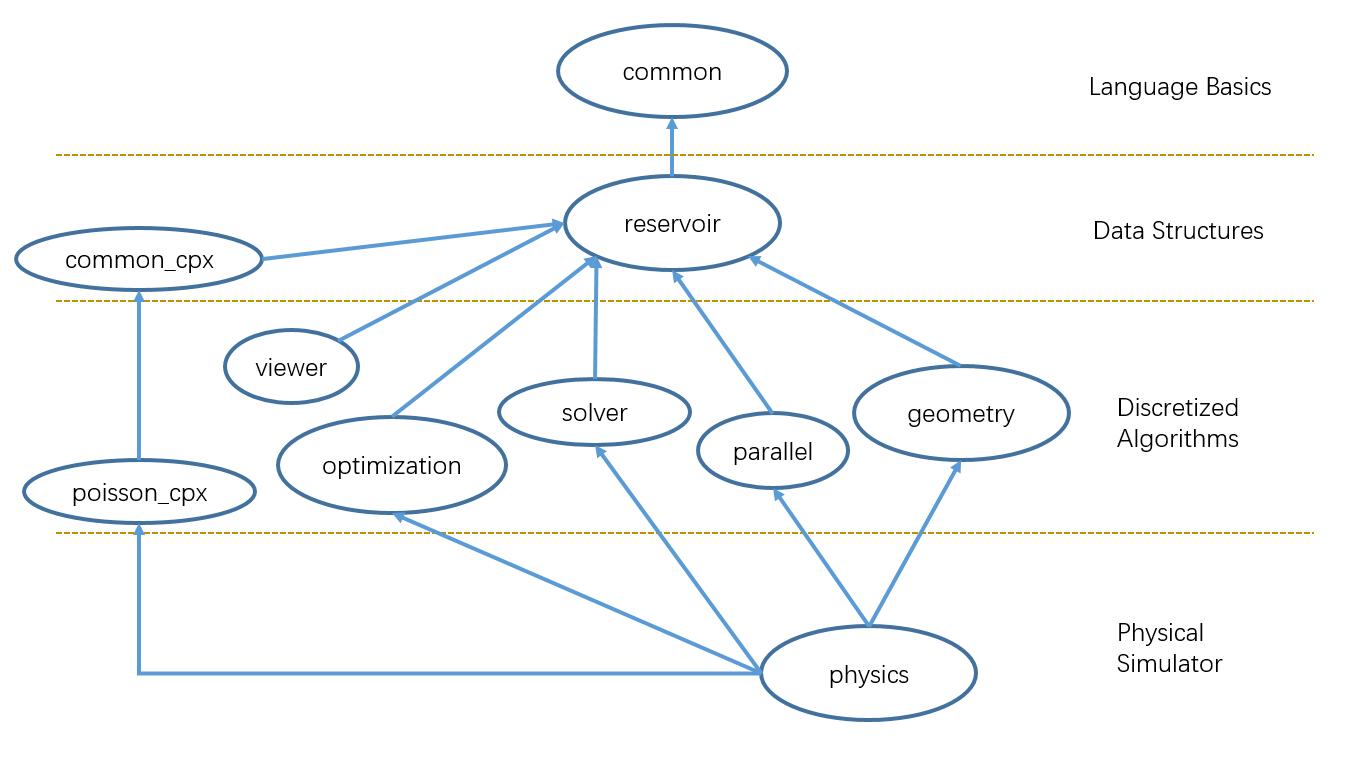 common
Language Basics
reservoir
Data Structures
common_cpx
viewer
solver
geometry
Discretized
Algorithms
parallel
optimization
poisson_cpx
Physical
Simulator
physics